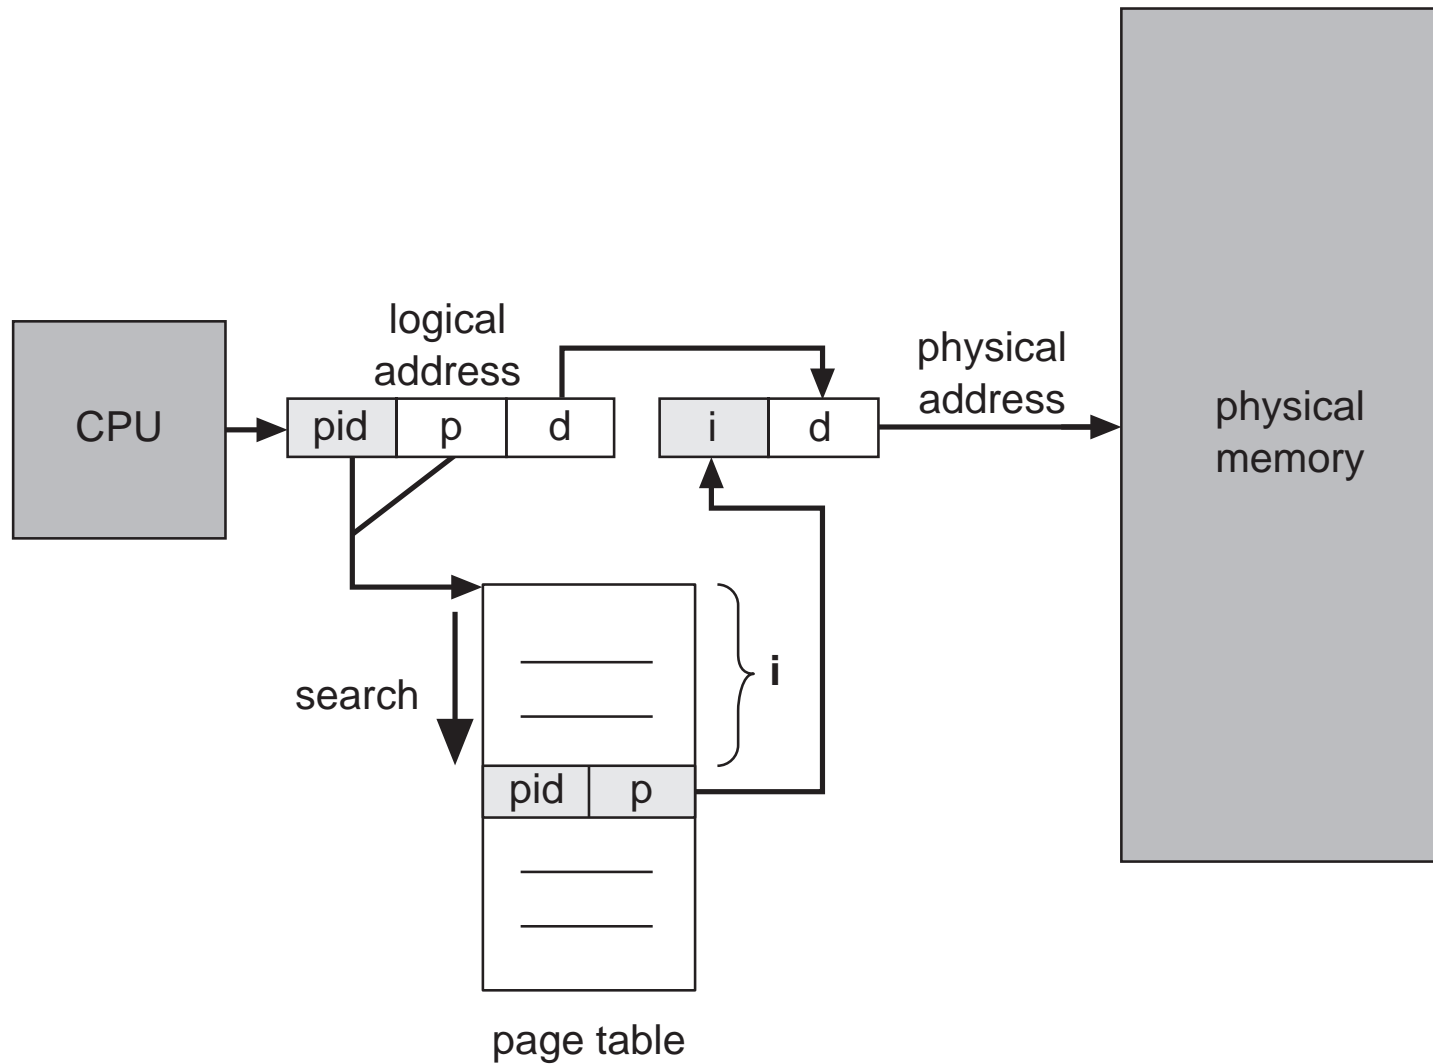 logical
address
physical
address
CPU
pid
p
d
i
d
physical
memory
search
i
pid
p
page table